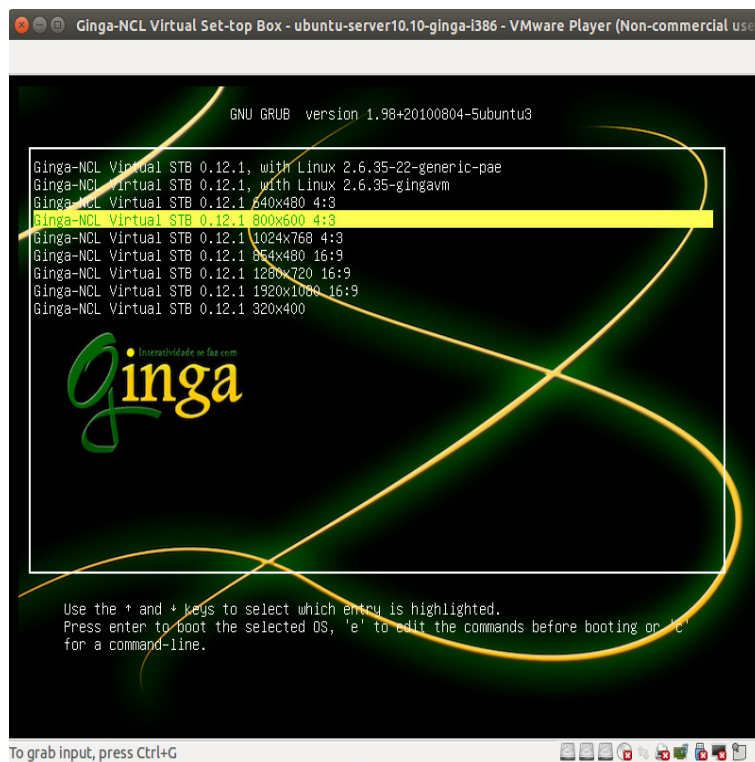 Ginga-NCL Virtual Set-top Box - ubuntu-server10.10-ginga-i386 - VMware Player (Non-commercial use
GNU GRUB version 1.98+20100804-5ubuntu3
Ginga-NCL Virtual STB 0.12.1, with Linux 2.6.35-22-generic-pae
Ginga-NCL Virtual STB 0.12.1, with Linux 2.6.35-gingavm
Ginga-NCL Virtual STB 0.12.1 640x480 4:3
Ginga-NCL Virtual STB 0.12.1 800x600 4:3
Ginga-NCL Virtual STB 0.12.1 1024x768 4:3
Ginga-NCL Virtual STB 0.12.1 854x480 16:9
Ginga-NCL Virtual STB 0.12.1 1280x720 16:9
Ginga-NCL Virtual STB 0.12.1 1920x1080 16:9
Ginga-NCL Virtual STB 0.12.1 320x400
Interatividade se faz com
ginga
Use the ↑ and ↓ keys to select which entry is highlighted.
Press enter to boot the selected OS, 'e' to edit the commands before booting or 'c'
for a command-line.
To grab input, press Ctrl+G